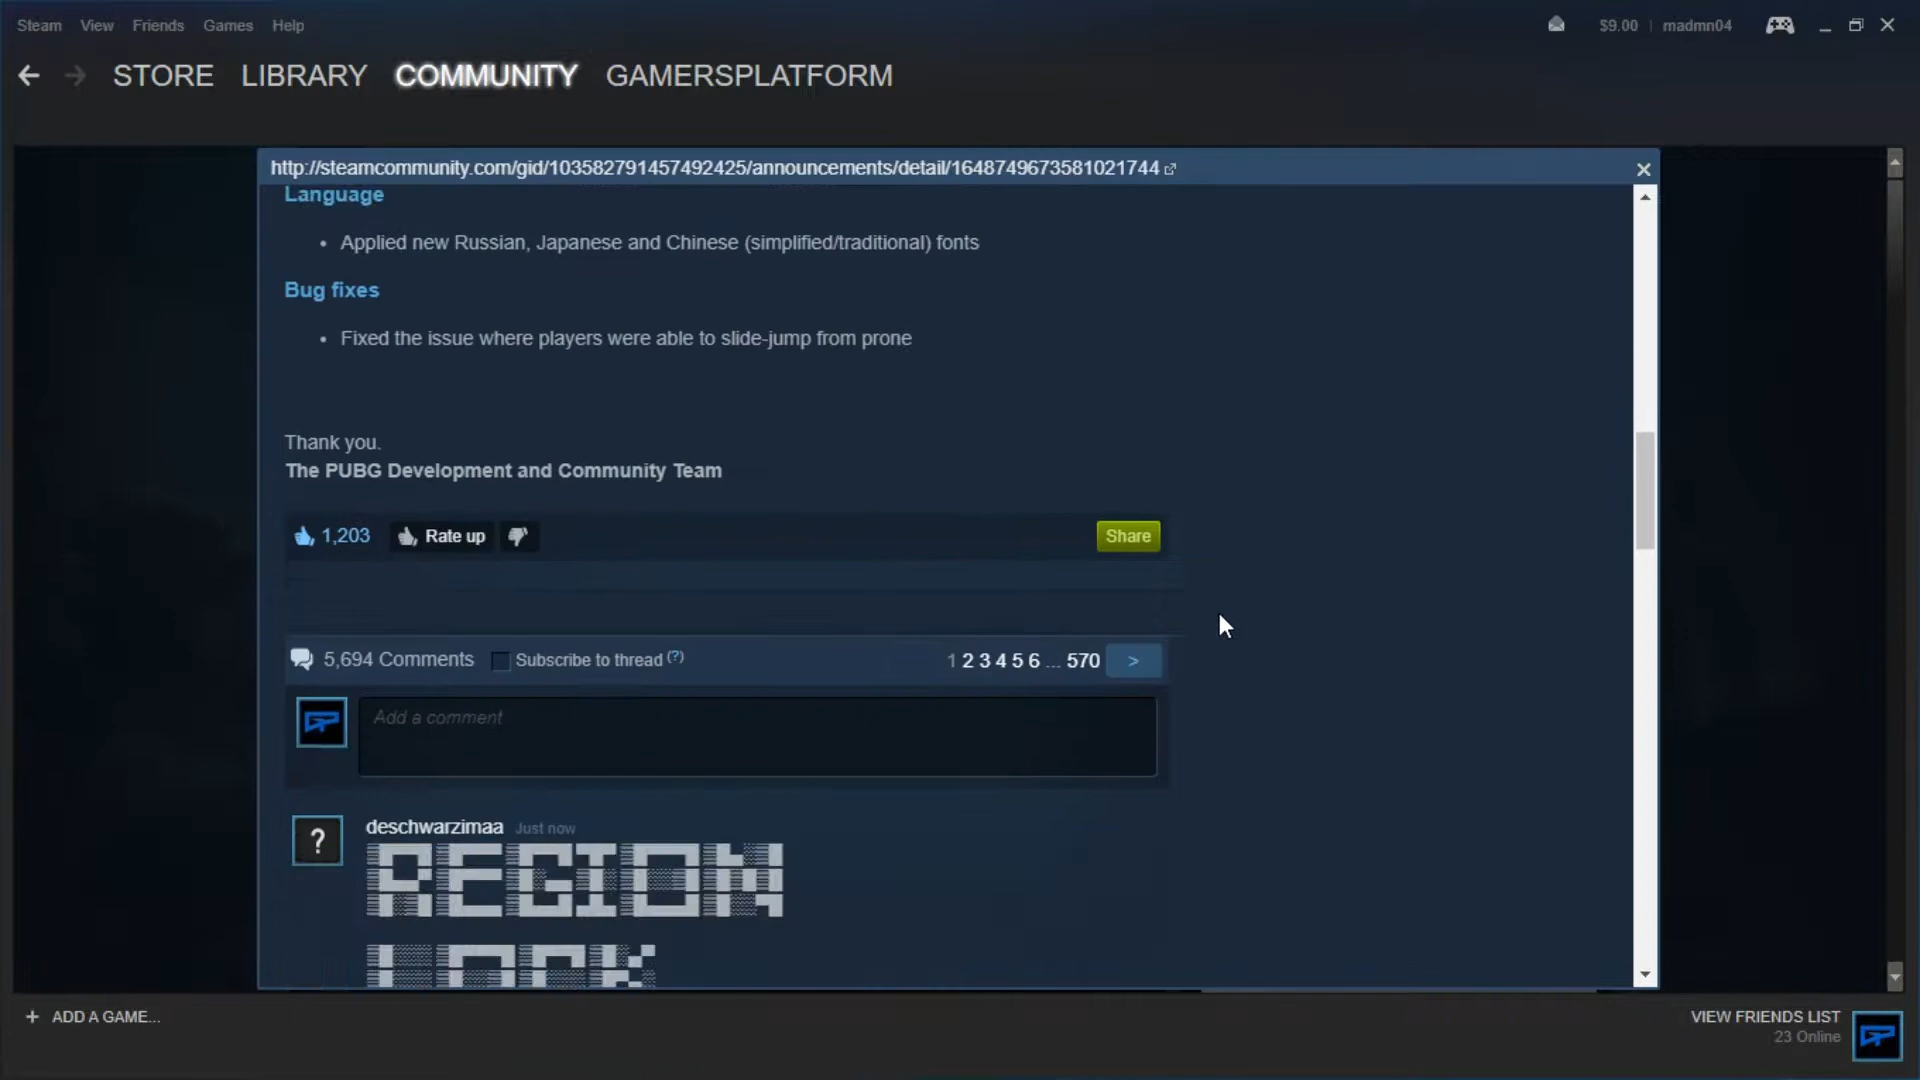 Steam View Friends Games Help $9.00 madmn04
STORE LIBRARY COMMUNITY GAMERSPLATFORM
http://steamcommunity.com/gid/103582791457492425/announcements/detail/1648749673581021744
Language
• Applied new Russian, Japanese and Chinese (simplified/traditional) fonts
Bug fixes
• Fixed the issue where players were able to slide-jump from prone
Thank you.
The PUBG Development and Community Team
1,203 Rate up Share
5,694 Comments Subscribe to thread (?) 1 2 3 4 5 6 ... 570 >
Add a comment
? deschwarzimaa Just now
REGION
LOCK
+ ADD A GAME...
VIEW FRIENDS LIST
23 Online